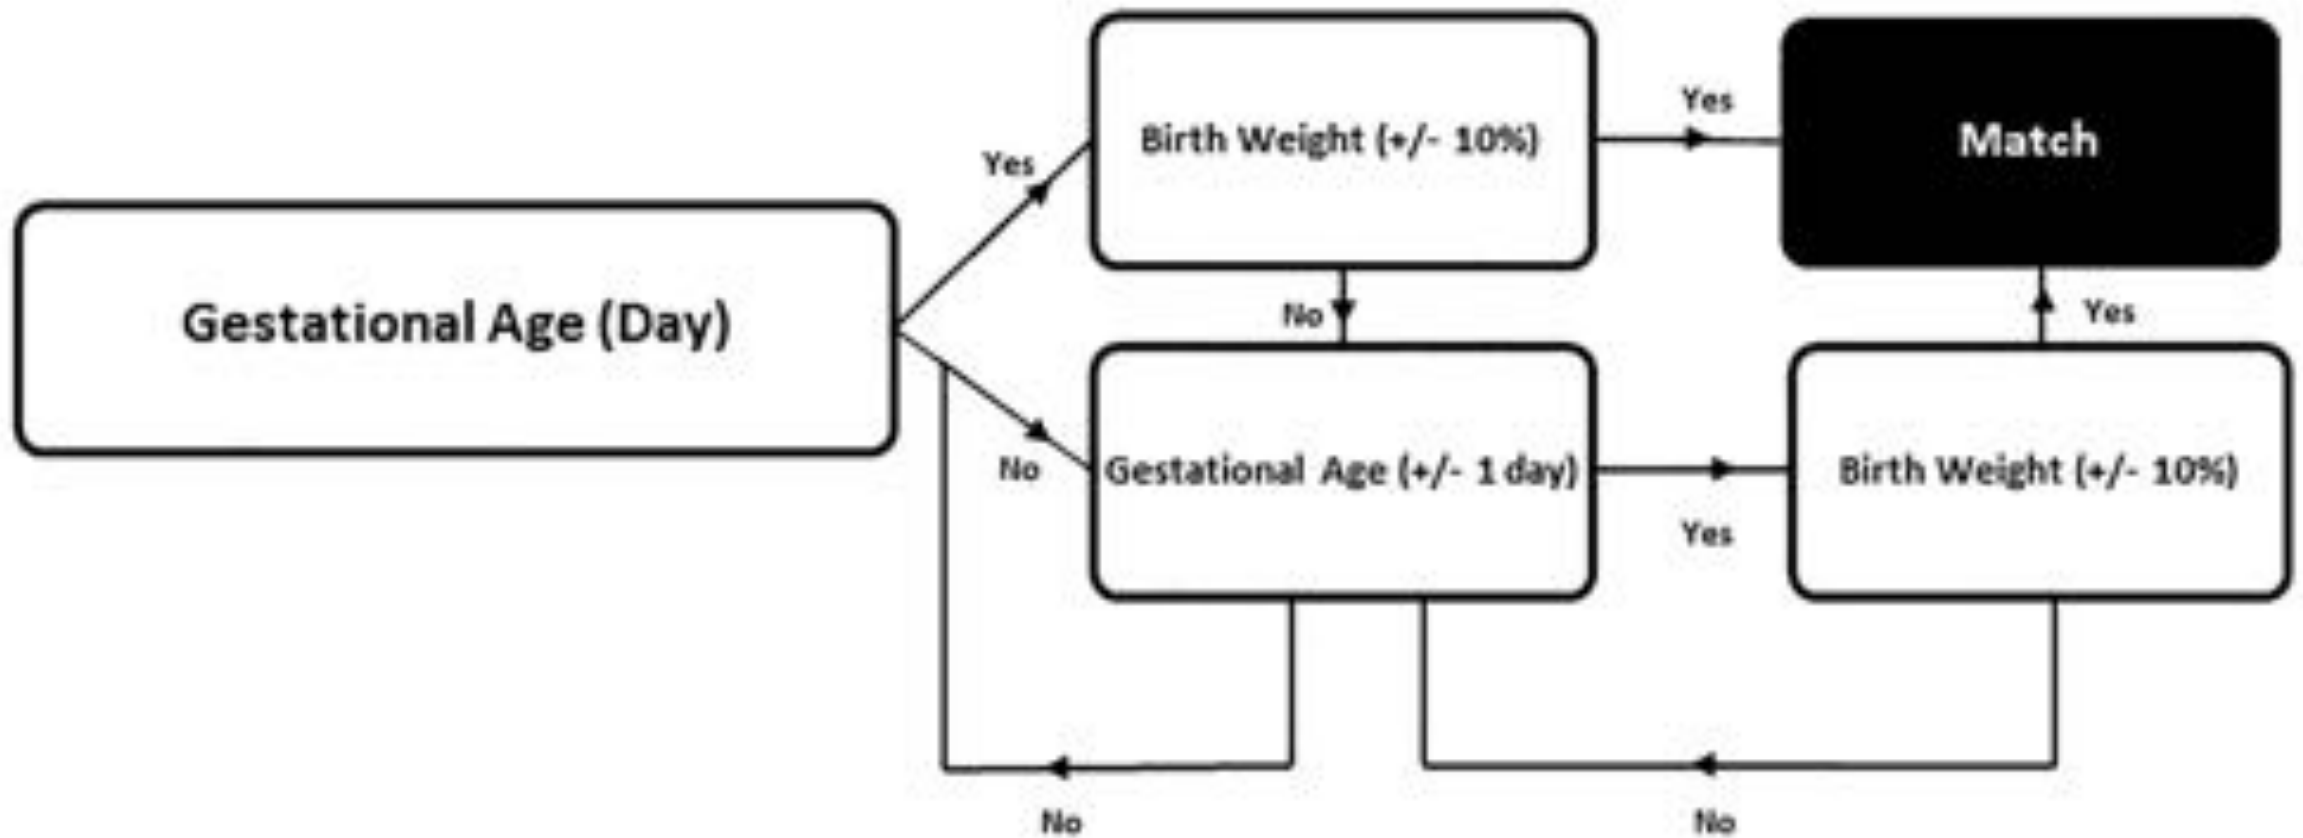 Birth Weight (+/- 10%)
Yes
Match
Yes
Gestational Age (Day)
No
Yes
No
Gestational Age (+/- 1 day)
Yes
Birth Weight (+/- 10%)
No
No